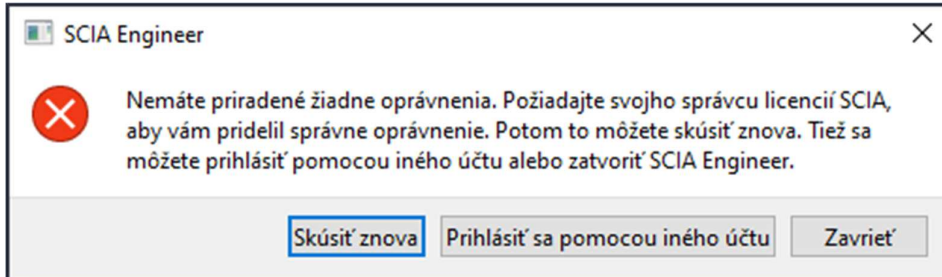 SCIA Engineer
Nemáte priradené žiadne oprávnenia. Požiadajte svojho správcu licencií SCIA,
aby vám pridelil správne oprávnenie. Potom to môžete skúsiť znova. Tiež sa
môžete prihlásiť pomocou iného účtu alebo zatvoriť SCIA Engineer.
Skúsiť znova Prihlásiť sa pomocou iného účtu Zavrieť